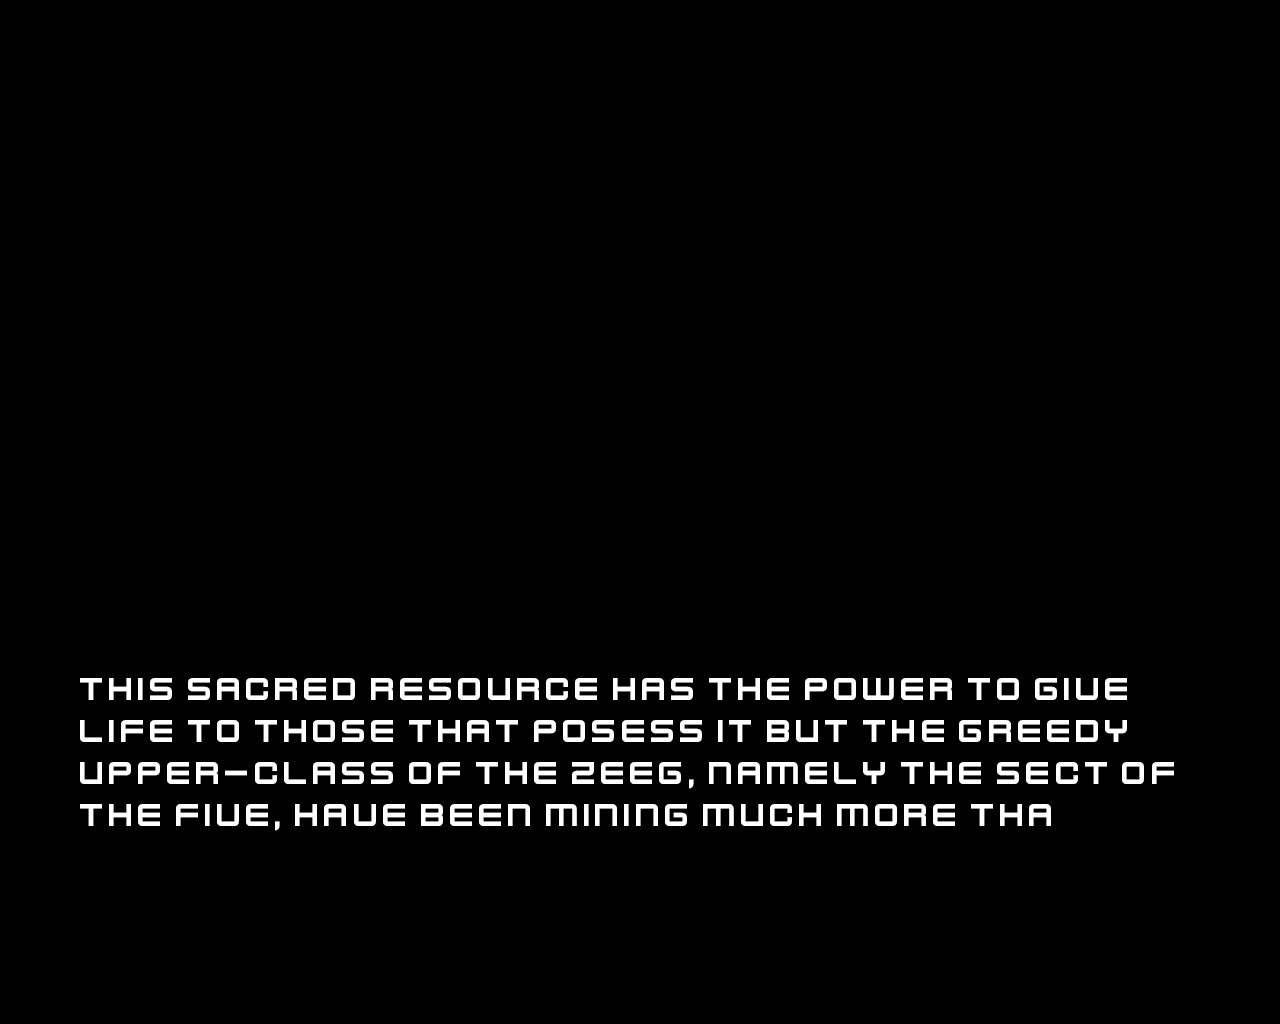 THIS SACRED RESOURCE HAS THE POWER TO GIVE
LIFE TO THOSE THAT POSESS IT BUT THE GREEDY
UPPER-CLASS OF THE ZEEG, NAMELY THE SECT OF
THE FIVE, HAVE BEEN MINING MUCH MORE THA